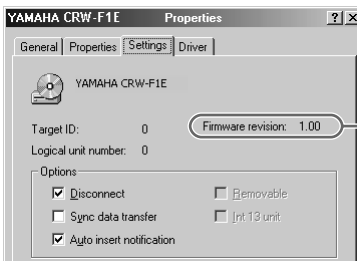 YAMAHA CRW-F1E Properties
General Properties Settings Driver
YAMAHA CRW-F1E
Target ID: 0 Firmware revision: 1.00
Logical unit number: 0
Options
Disconnect Removable
Sync data transfer Int 13 unit
Auto insert notification